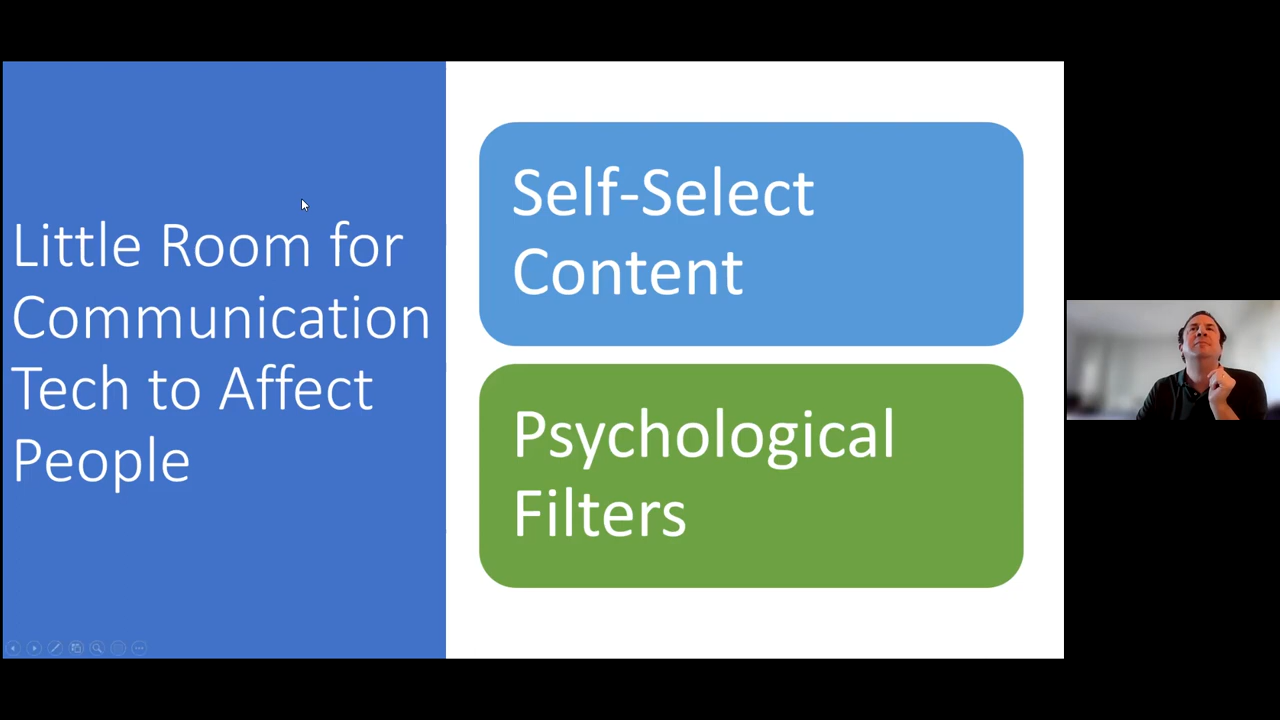 Little Room for
Communication
Tech to Affect
People
Self-Select
Content
Psychological
Filters